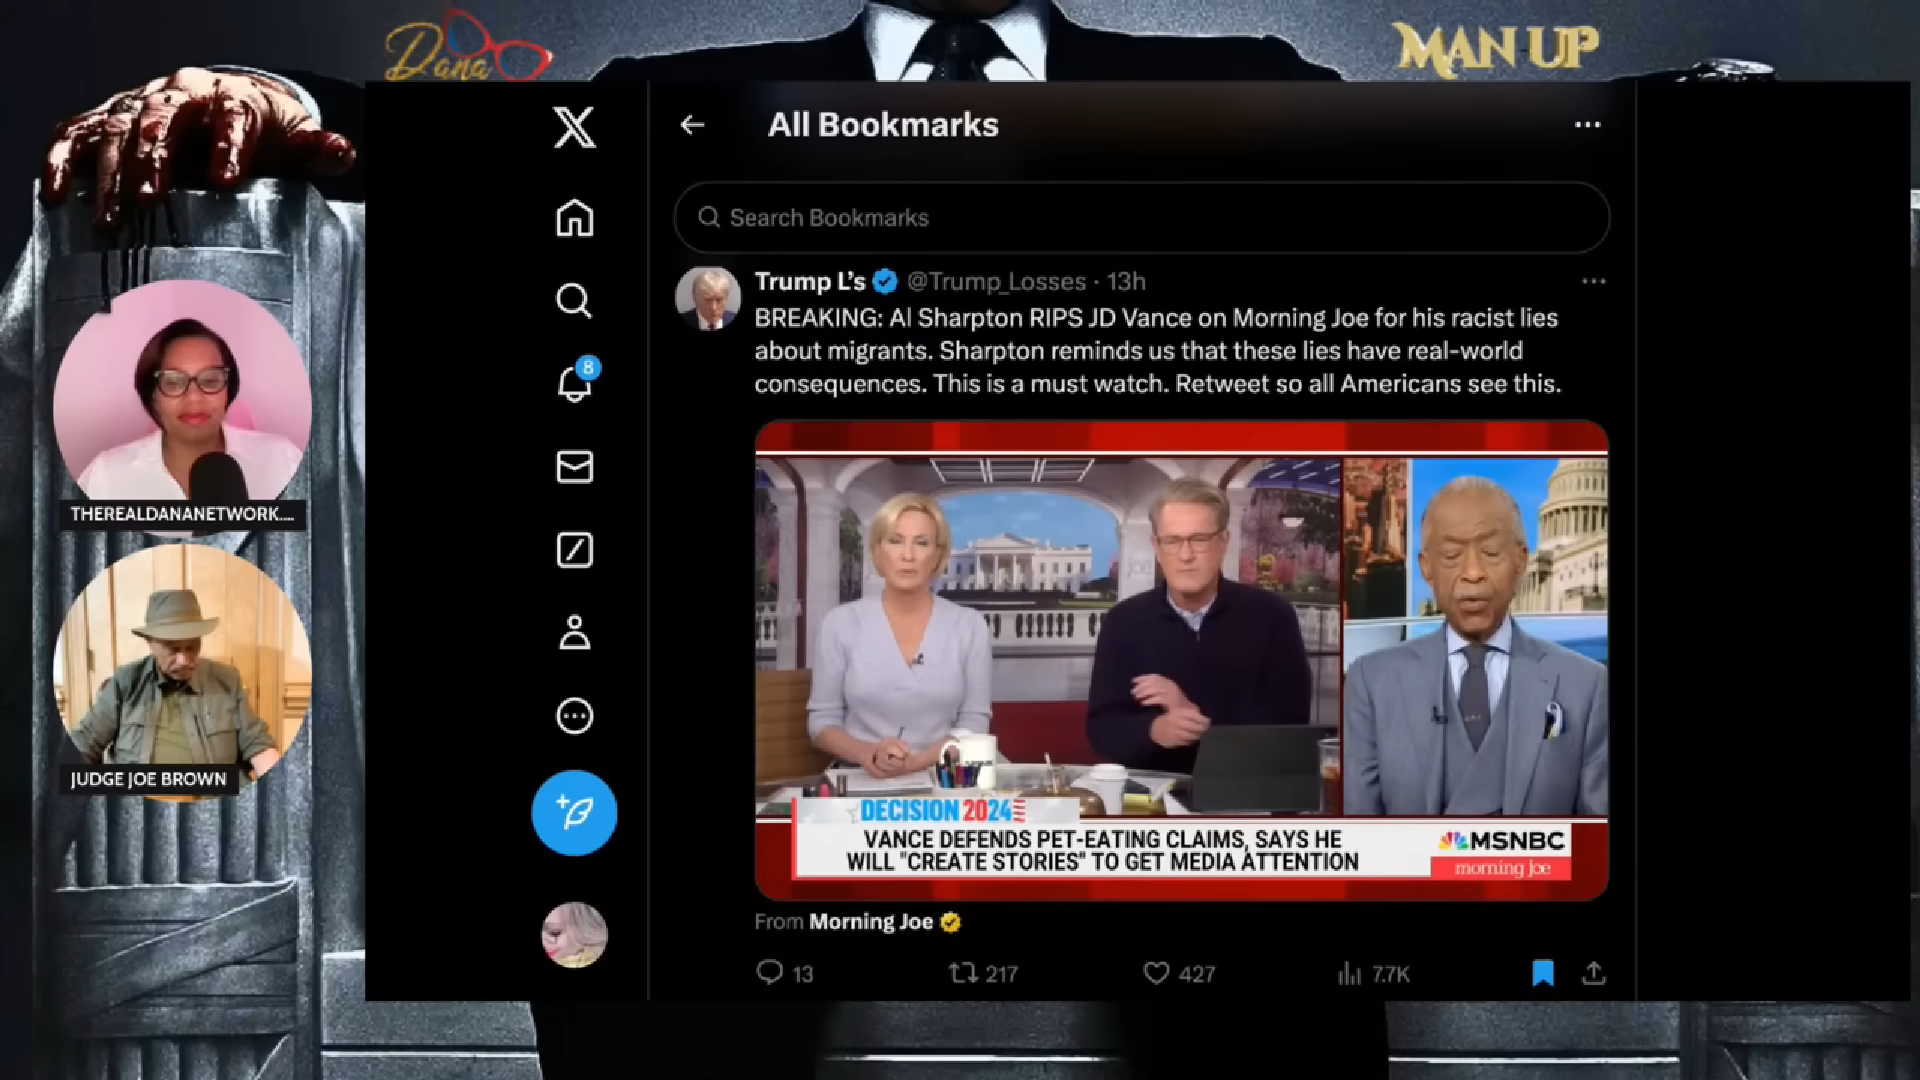 Dana
MAN UP
All Bookmarks
Search Bookmarks
8
Trump L's @Trump_Losses · 13h
BREAKING: Al Sharpton RIPS JD Vance on Morning Joe for his racist lies
about migrants. Sharpton reminds us that these lies have real-world
consequences. This is a must watch. Retweet so all Americans see this.
THEREALDANANETWORK....
JUDGE JOE BROWN
DECISION 2024
VANCE DEFENDS PET-EATING CLAIMS, SAYS HE
WILL "CREATE STORIES" TO GET MEDIA ATTENTION
MSNBC
morning joe
From Morning Joe
13 217 427 7.7K